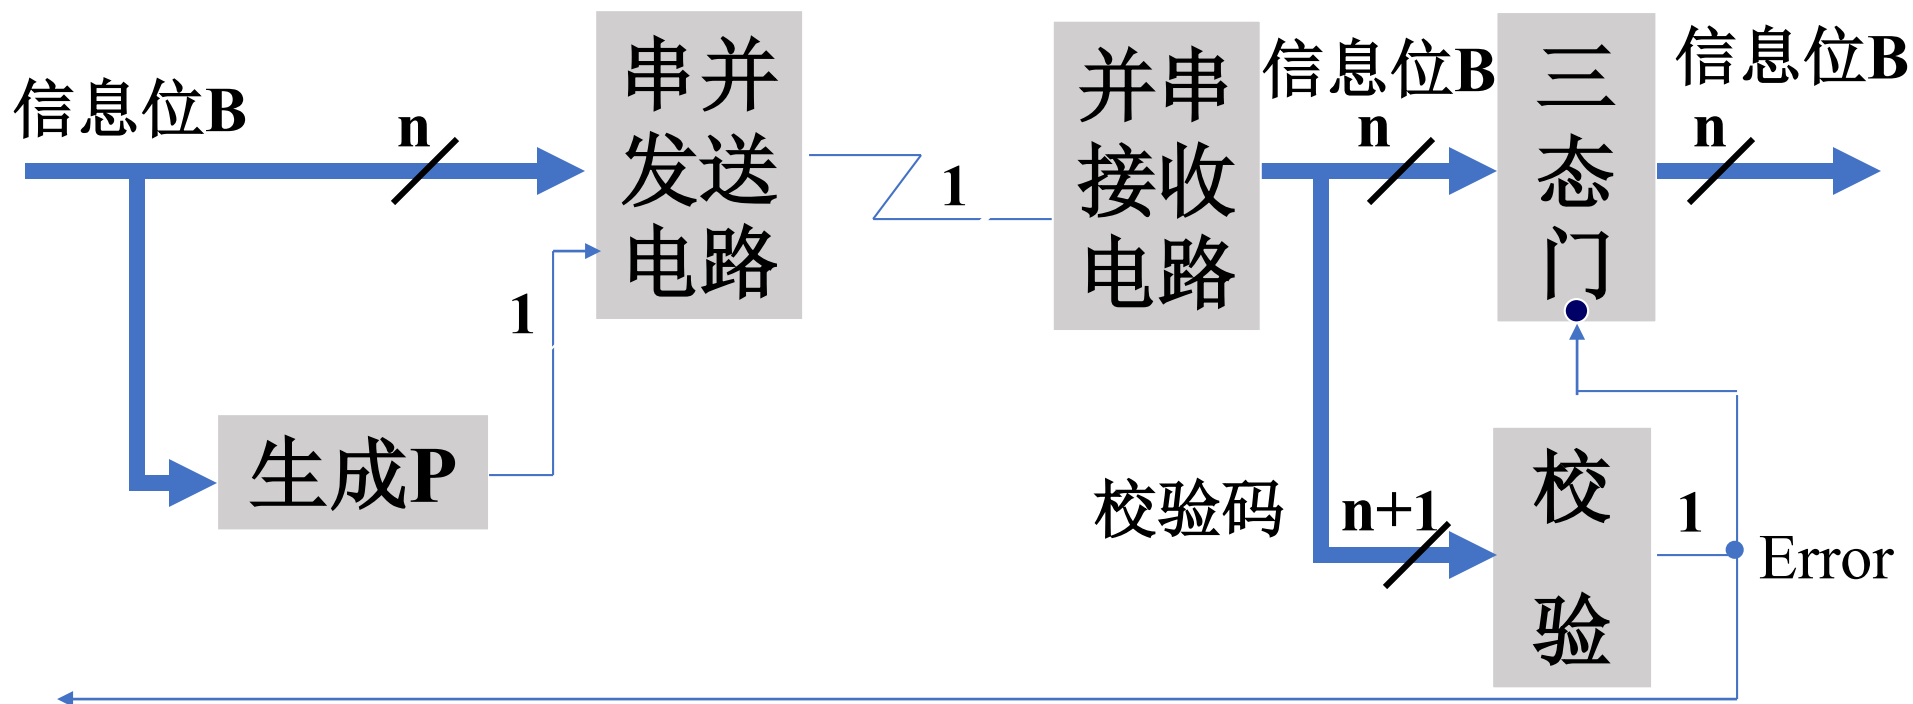 信息位B
n
串并
发送
电路
1
生成P
1
并串
接收
电路
信息位B
n
三
态
门
信息位B
n
校验码
n+1
校
验
1
Error